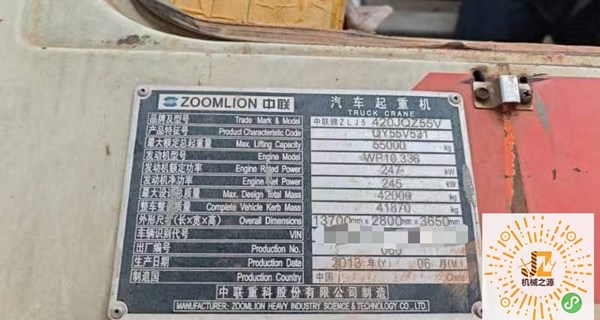 ZOOMLION 中联 汽车起重机
TRUCK CRANE
品牌及型号 Trade Mark & Model 中联牌ZLJ5420JQZ55V
产品特征号 Product Characteristic Code QY55V531
最大额定总起重量 Max. Lifting Capacity 55000 kg
发动机型号 Engine Model WP10.336
发动机额定功率 Engine Rated Power 247 kW
发动机净功率 Engine Net Power 245 kW
最大设计总质量 Max. Design Total Mass 42000 kg
整车整备质量 Complete Vehicle Kerb Mass 41870 kg
外形尺寸(长×宽×高) Overall Dimensions 13700mm×2800mm×3650mm
车辆识别代号 VIN
出厂编号 Production No.
生产日期 Production Date 2013年(Y) 06月(M)
制造国 Production Country 中国 China
中联重科股份有限公司制造
MANUFACTURER: ZOOMLION HEAVY INDUSTRY SCIENCE & TECHNOLOGY CO., LTD.
机械之源